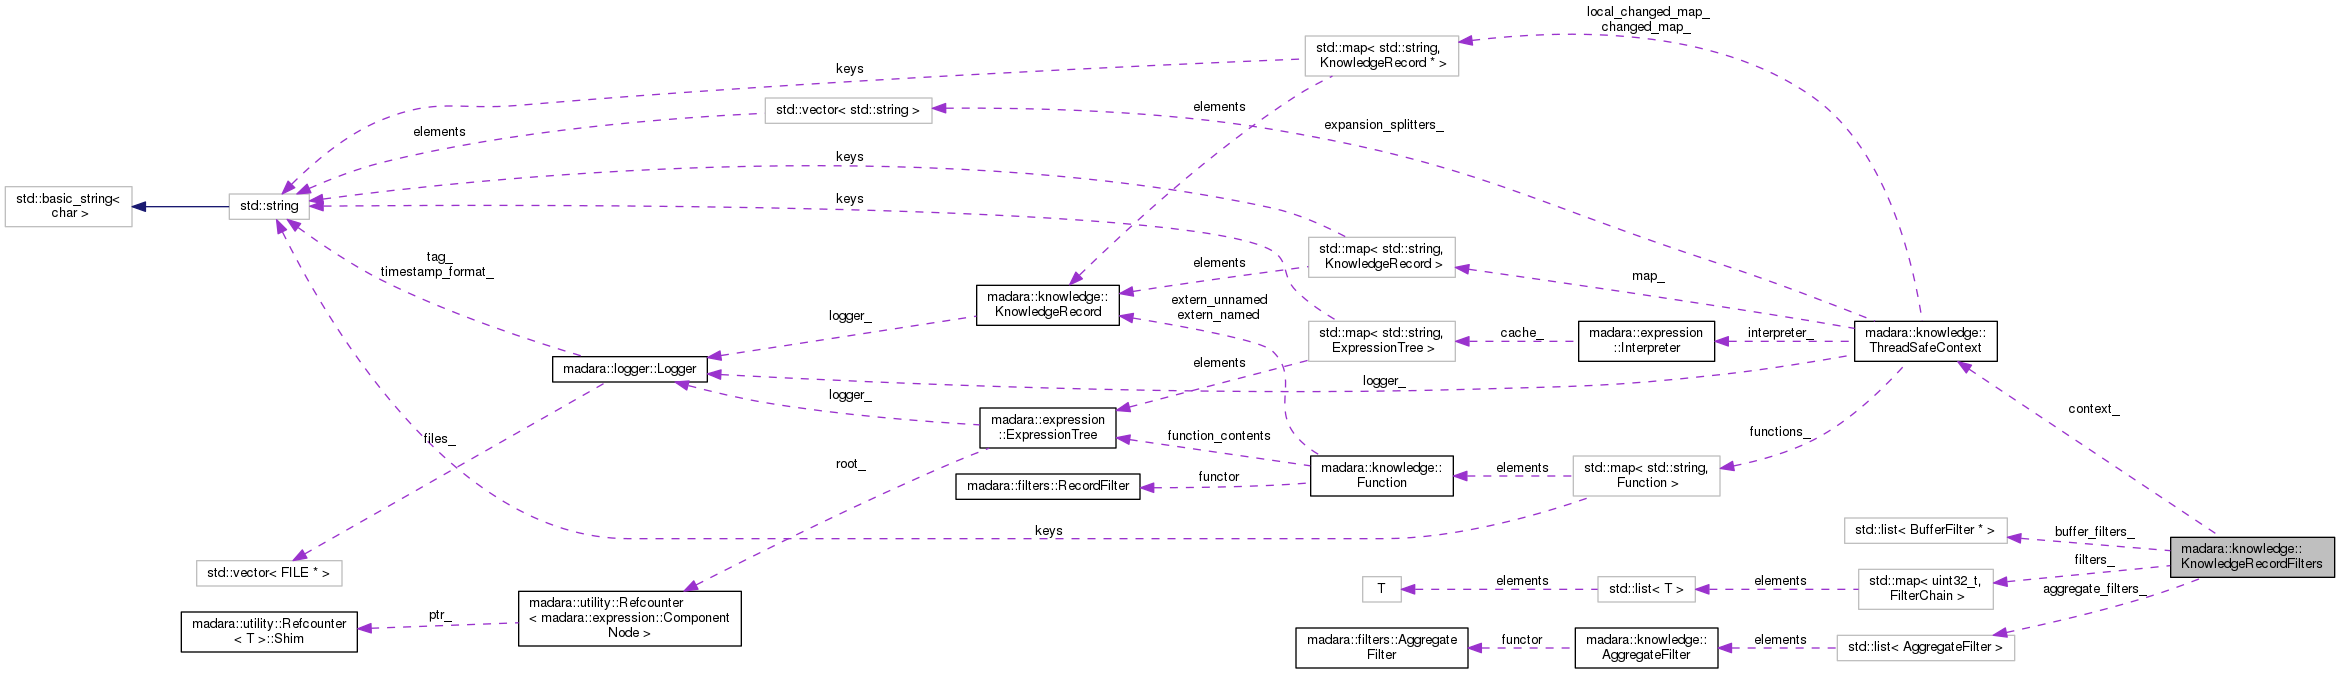 local_changed_map_
changed_map_
std::map< std::string,
KnowledgeRecord * >
keys
std::vector< std::string >
elements
expansion_splitters_
elements
keys
std::basic_string<
char >
std::string
keys
std::map< std::string,
KnowledgeRecord >
tag_
timestamp_format_
elements
map_
madara::knowledge::
KnowledgeRecord
extern_unnamed
extern_named
logger_
std::map< std::string,
ExpressionTree >
cache_
madara::expression
::Interpreter
interpreter_
madara::knowledge::
ThreadSafeContext
madara::logger::Logger
elements
logger_
logger_
context_
madara::expression
::ExpressionTree
files_
function_contents
functions_
root_
madara::knowledge::
Function
elements
std::map< std::string,
Function >
madara::filters::RecordFilter
functor
keys
std::list< BufferFilter * >
buffer_filters_
madara::knowledge::
KnowledgeRecordFilters
filters_
std::vector< FILE * >
T
elements
std::list< T >
elements
std::map< uint32_t,
FilterChain >
aggregate_filters_
madara::utility::Refcounter
< madara::expression::Component
Node >
ptr_
madara::utility::Refcounter
< T >::Shim
madara::filters::Aggregate
Filter
functor
madara::knowledge::
AggregateFilter
elements
std::list< AggregateFilter >